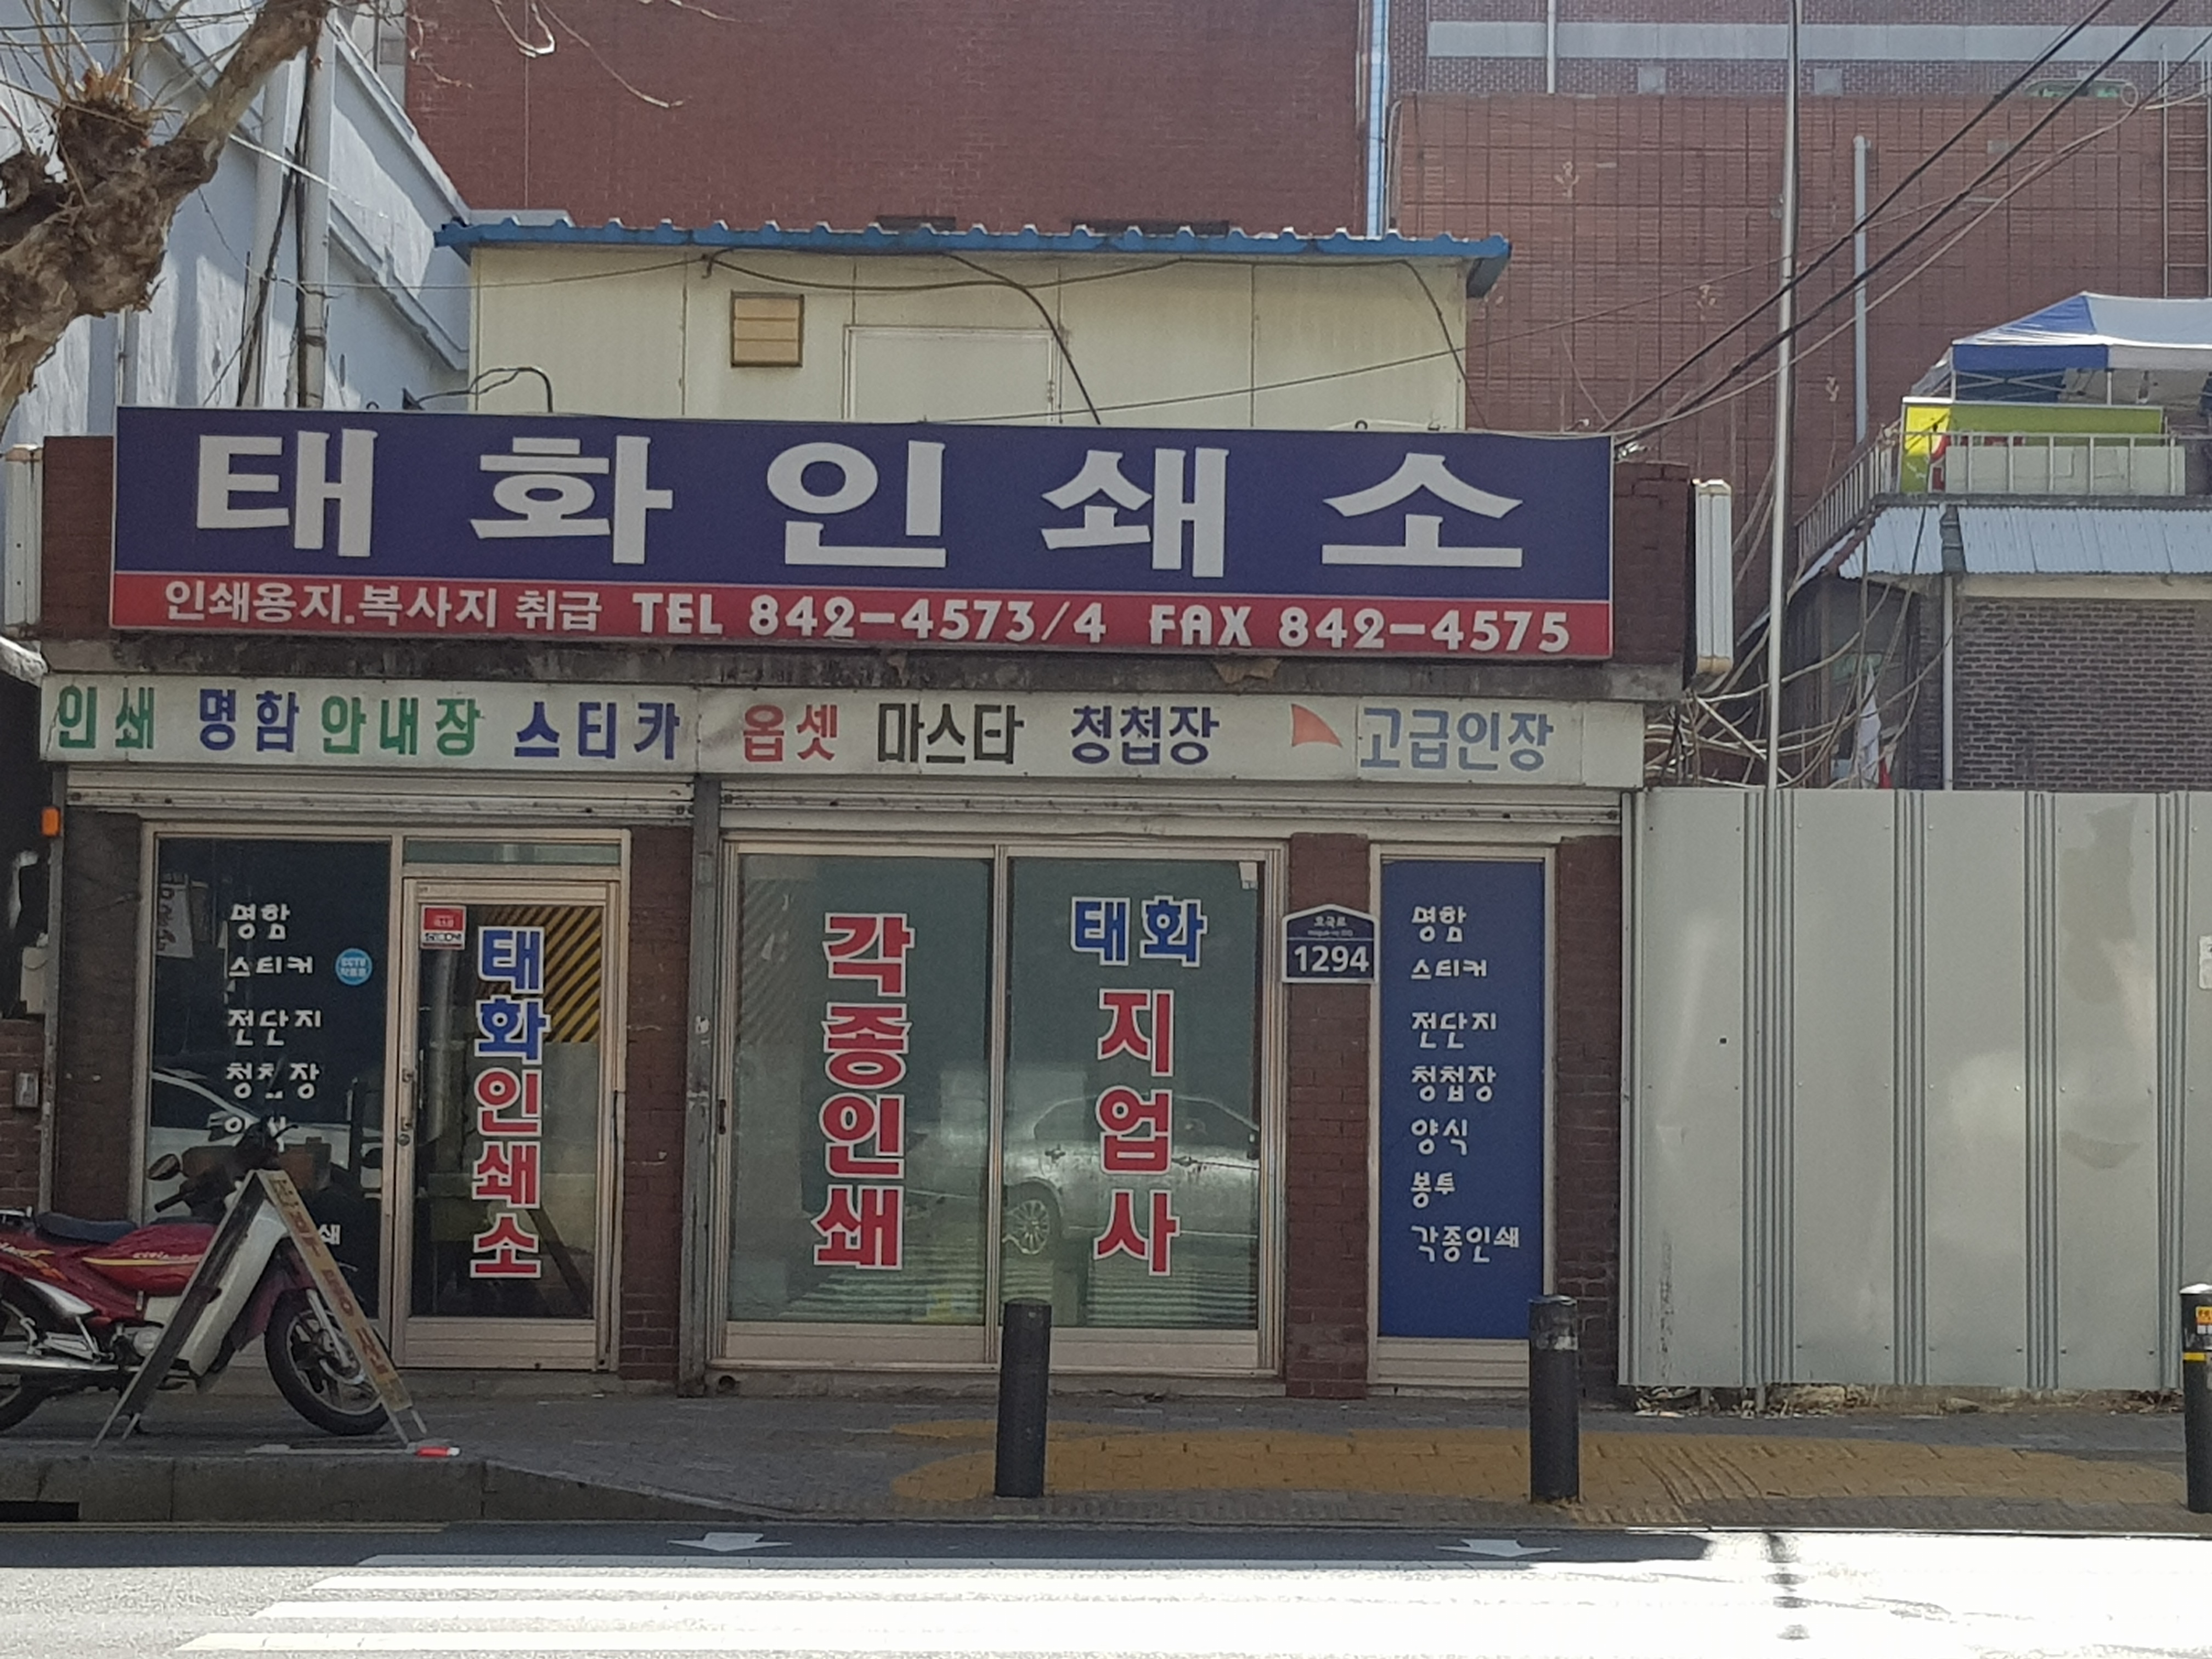 태화인쇄소
인쇄용지.복사지 취급 TEL 842-4573/4 FAX 842-4575
인쇄 명함 안내장 스티카 옵셋 마스타 청첩장 고급인장
명함
스티커
전단지
청첩장
태화인쇄소
각종인쇄
태화
지업사
호국로
1294
명함
스티커
전단지
청첩장
양식
봉투
각종인쇄